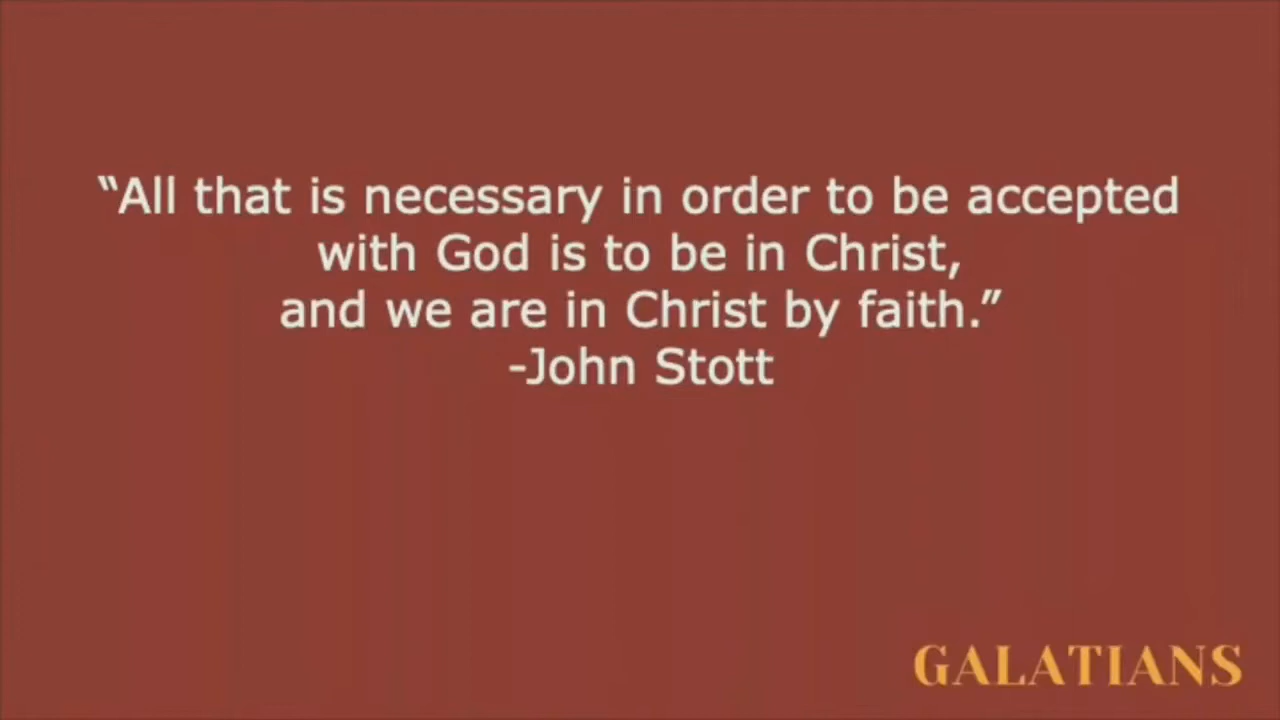 “All that is necessary in order to be accepted
with God is to be in Christ,
and we are in Christ by faith.”
-John Stott
GALATIANS